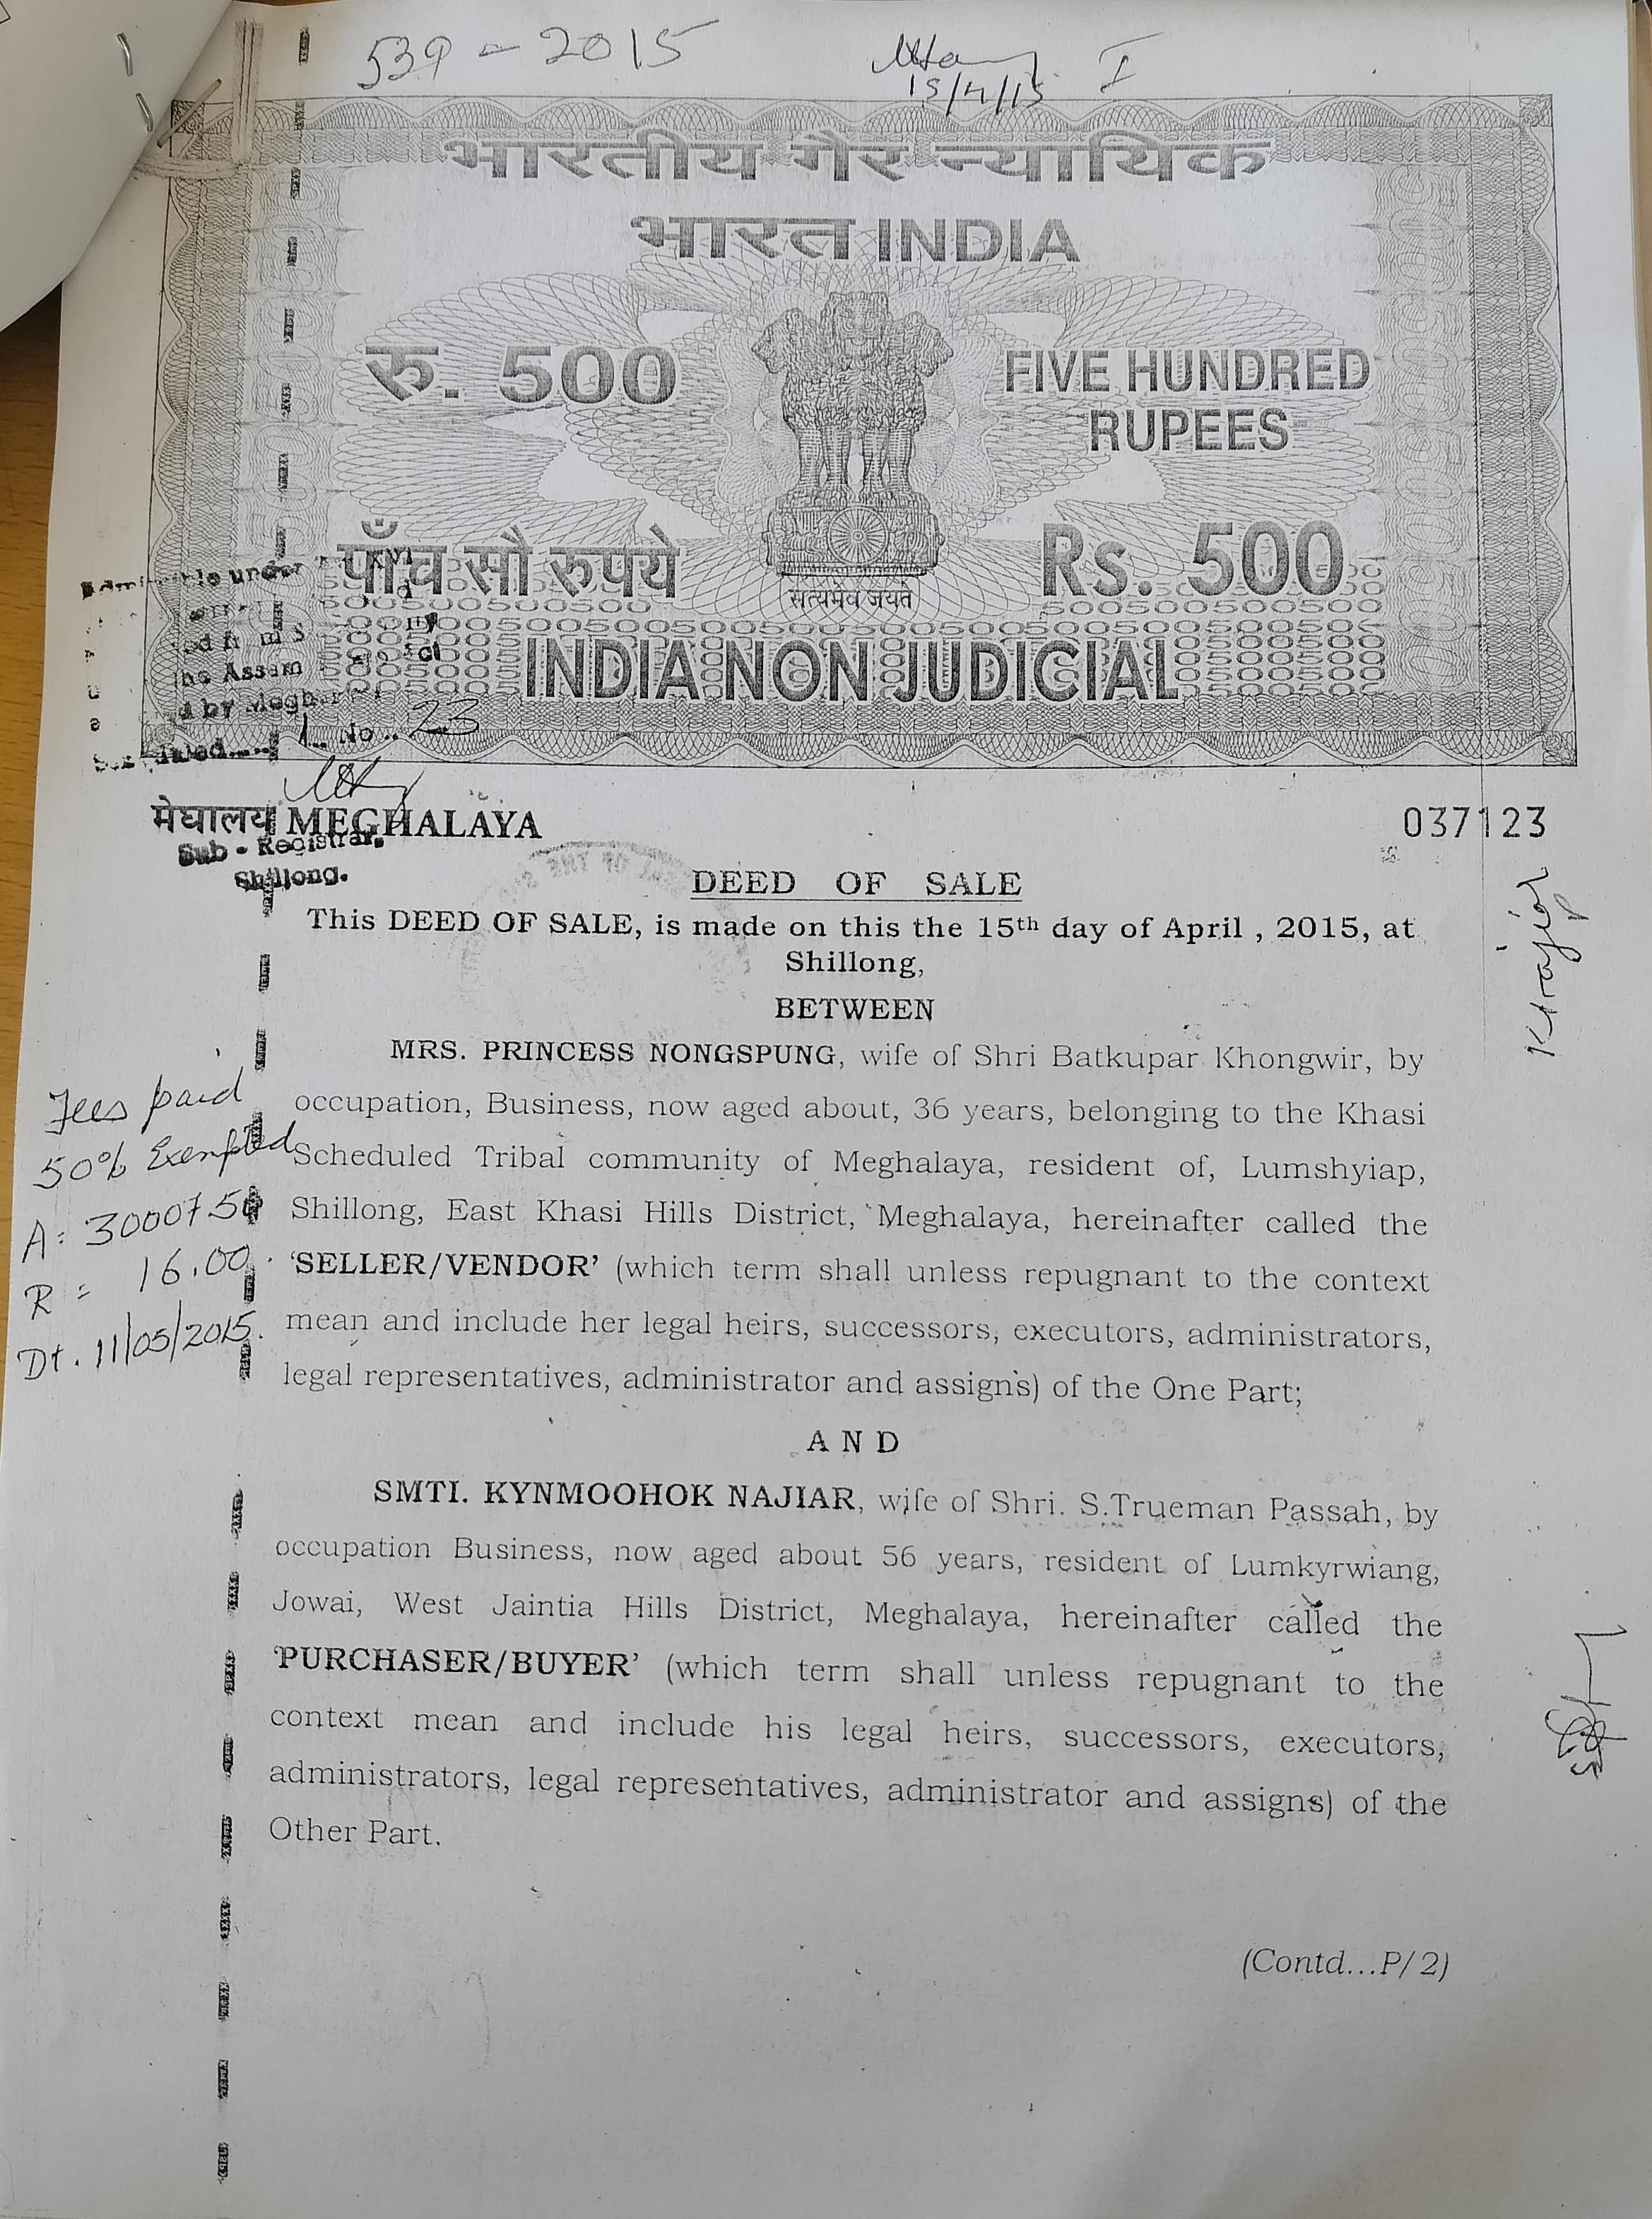 539 - 2015
15/4/15 I
भारतीय गैर न्यायिक
भारत INDIA
रु. 500
FIVE HUNDRED
RUPEES
पाँच सौ रुपये
Rs. 500
सत्यमेव जयते
INDIA NON JUDICIAL
under
Assam
by Megha
No.. 23
मेघालय MEGHALAYA
037123
Sub - Registrar,
Shillong.
DEED OF SALE
This DEED OF SALE, is made on this the 15th day of April , 2015, at
Shillong,
BETWEEN
MRS. PRINCESS NONGSPUNG, wife of Shri Batkupar Khongwir, by
occupation, Business, now aged about, 36 years, belonging to the Khasi
Scheduled Tribal community of Meghalaya, resident of, Lumshyiap,
Shillong, East Khasi Hills District, Meghalaya, hereinafter called the
‘SELLER/VENDOR’ (which term shall unless repugnant to the context
mean and include her legal heirs, successors, executors, administrators,
legal representatives, administrator and assigns) of the One Part;
Fees paid
50% Exempted
A:
R = 16.00
Dt. 11/05/2015.
A N D
SMTI. KYNMOOHOK NAJIAR, wife of Shri. S.Trueman Passah, by
occupation Business, now aged about 56 years, resident of Lumkyrwiang,
Jowai, West Jaintia Hills District, Meghalaya, hereinafter called the
‘PURCHASER/BUYER’ (which term shall unless repugnant to the
context mean and include his legal heirs, successors, executors,
administrators, legal representatives, administrator and assigns) of the
Other Part.
(Contd...P/2)